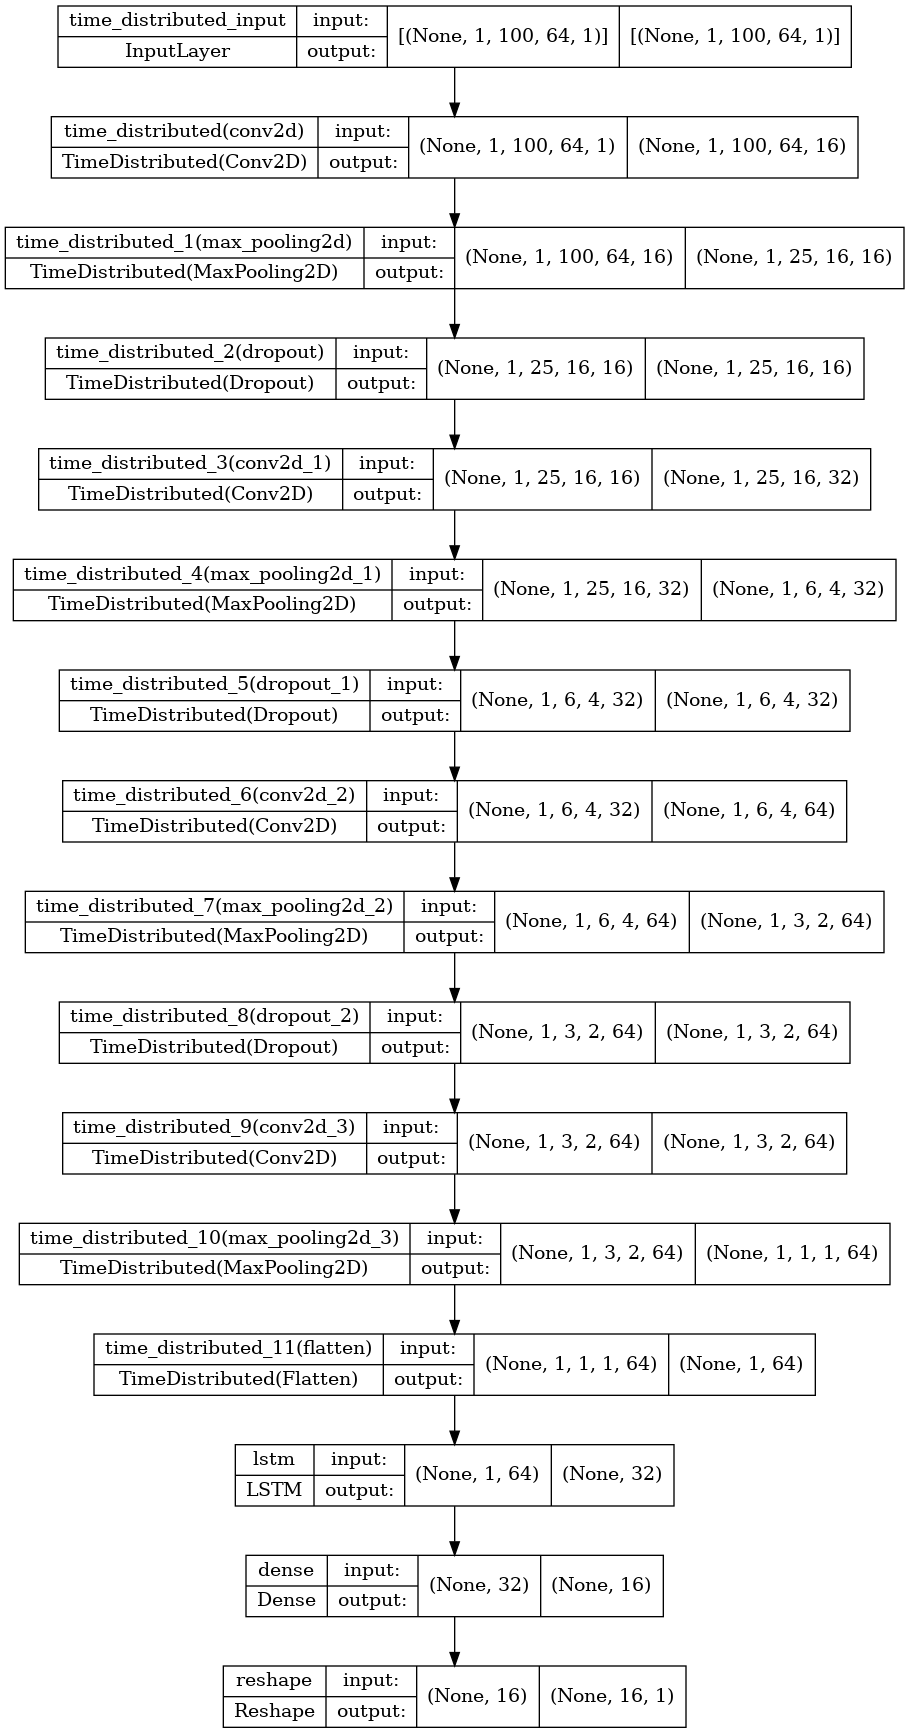 time_distributed_input input: [(None, 1, 100, 64, 1)] [(None, 1, 100, 64, 1)]
InputLayer output:
time_distributed(conv2d) input: (None, 1, 100, 64, 1) (None, 1, 100, 64, 16)
TimeDistributed(Conv2D) output:
time_distributed_1(max_pooling2d) input: (None, 1, 100, 64, 16) (None, 1, 25, 16, 16)
TimeDistributed(MaxPooling2D) output:
time_distributed_2(dropout) input: (None, 1, 25, 16, 16) (None, 1, 25, 16, 16)
TimeDistributed(Dropout) output:
time_distributed_3(conv2d_1) input: (None, 1, 25, 16, 16) (None, 1, 25, 16, 32)
TimeDistributed(Conv2D) output:
time_distributed_4(max_pooling2d_1) input: (None, 1, 25, 16, 32) (None, 1, 6, 4, 32)
TimeDistributed(MaxPooling2D) output:
time_distributed_5(dropout_1) input: (None, 1, 6, 4, 32) (None, 1, 6, 4, 32)
TimeDistributed(Dropout) output:
time_distributed_6(conv2d_2) input: (None, 1, 6, 4, 32) (None, 1, 6, 4, 64)
TimeDistributed(Conv2D) output:
time_distributed_7(max_pooling2d_2) input: (None, 1, 6, 4, 64) (None, 1, 3, 2, 64)
TimeDistributed(MaxPooling2D) output:
time_distributed_8(dropout_2) input: (None, 1, 3, 2, 64) (None, 1, 3, 2, 64)
TimeDistributed(Dropout) output:
time_distributed_9(conv2d_3) input: (None, 1, 3, 2, 64) (None, 1, 3, 2, 64)
TimeDistributed(Conv2D) output:
time_distributed_10(max_pooling2d_3) input: (None, 1, 3, 2, 64) (None, 1, 1, 1, 64)
TimeDistributed(MaxPooling2D) output:
time_distributed_11(flatten) input: (None, 1, 1, 1, 64) (None, 1, 64)
TimeDistributed(Flatten) output:
lstm input: (None, 1, 64) (None, 32)
LSTM output:
dense input: (None, 32) (None, 16)
Dense output:
reshape input: (None, 16) (None, 16, 1)
Reshape output: